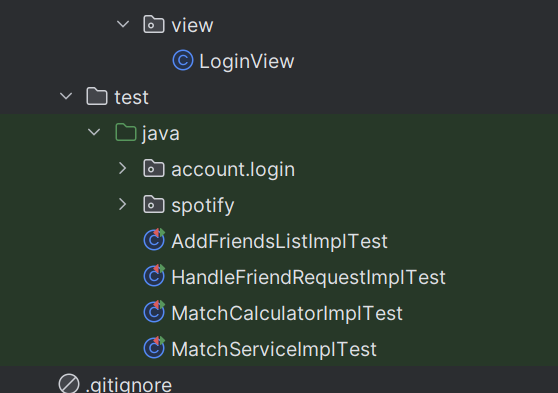 view
LoginView
test
java
account.login
spotify
AddFriendsListImplTest
HandleFriendRequestImplTest
MatchCalculatorImplTest
MatchServiceImplTest
.gitignore